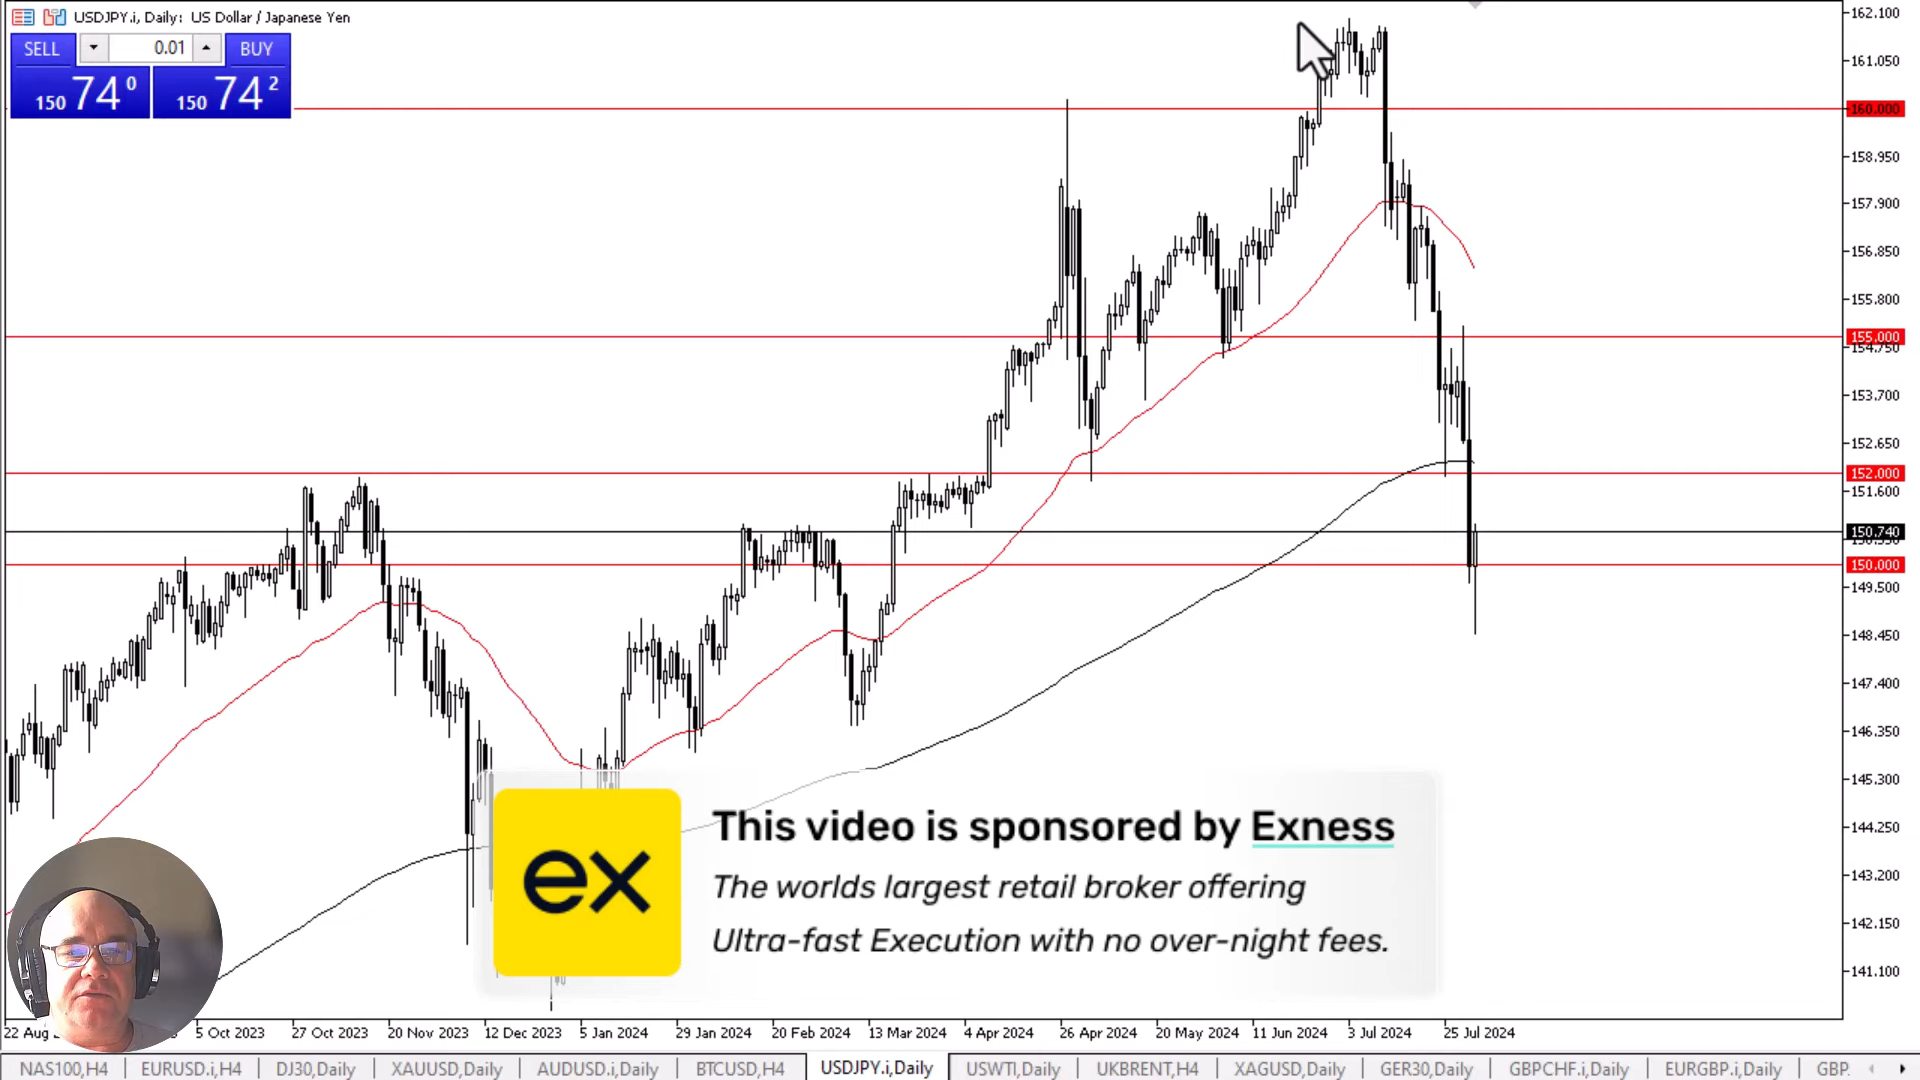 USDJPY.i, Daily: US Dollar / Japanese Yen
SELL 0.01 BUY
150 74 0 150 74 2
162.100
161.050
160.000
158.950
157.900
156.850
155.800
155.000
154.750
153.700
152.650
152.000
151.600
150.740
150.000
149.500
148.450
147.400
146.350
145.300
144.250
143.200
142.150
141.100
ex
This video is sponsored by Exness
The worlds largest retail broker offering
Ultra-fast Execution with no over-night fees.
22 Aug 5 Oct 2023 27 Oct 2023 20 Nov 2023 12 Dec 2023 5 Jan 2024 29 Jan 2024 20 Feb 2024 13 Mar 2024 4 Apr 2024 26 Apr 2024 20 May 2024 11 Jun 2024 3 Jul 2024 25 Jul 2024
NAS100,H4 EURUSD.i,H4 DJ30,Daily XAUUSD,Daily AUDUSD.i,Daily BTCUSD,H4 USDJPY.i,Daily USWTI,Daily UKBRENT,H4 XAGUSD,Daily GER30,Daily GBPCHF.i,Daily EURGBP.i,Daily GBP